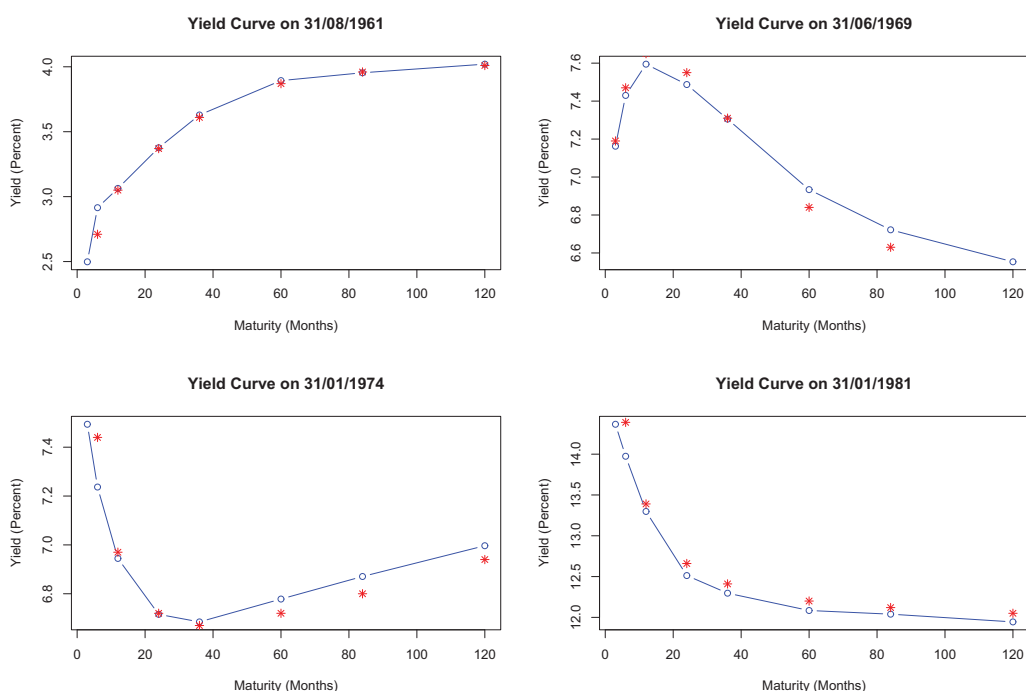 Yield Curve on 31/08/1961
Yield (Percent)
4.0
3.5
3.0
2.5
0 20 40 60 80 100 120
Maturity (Months)
Yield Curve on 31/06/1969
Yield (Percent)
7.6
7.4
7.2
7.0
6.8
6.6
0 20 40 60 80 100 120
Maturity (Months)
Yield Curve on 31/01/1974
Yield (Percent)
7.4
7.2
7.0
6.8
0 20 40 60 80 100 120
Maturity (Months)
Yield Curve on 31/01/1981
Yield (Percent)
14.0
13.5
13.0
12.5
12.0
0 20 40 60 80 100 120
Maturity (Months)